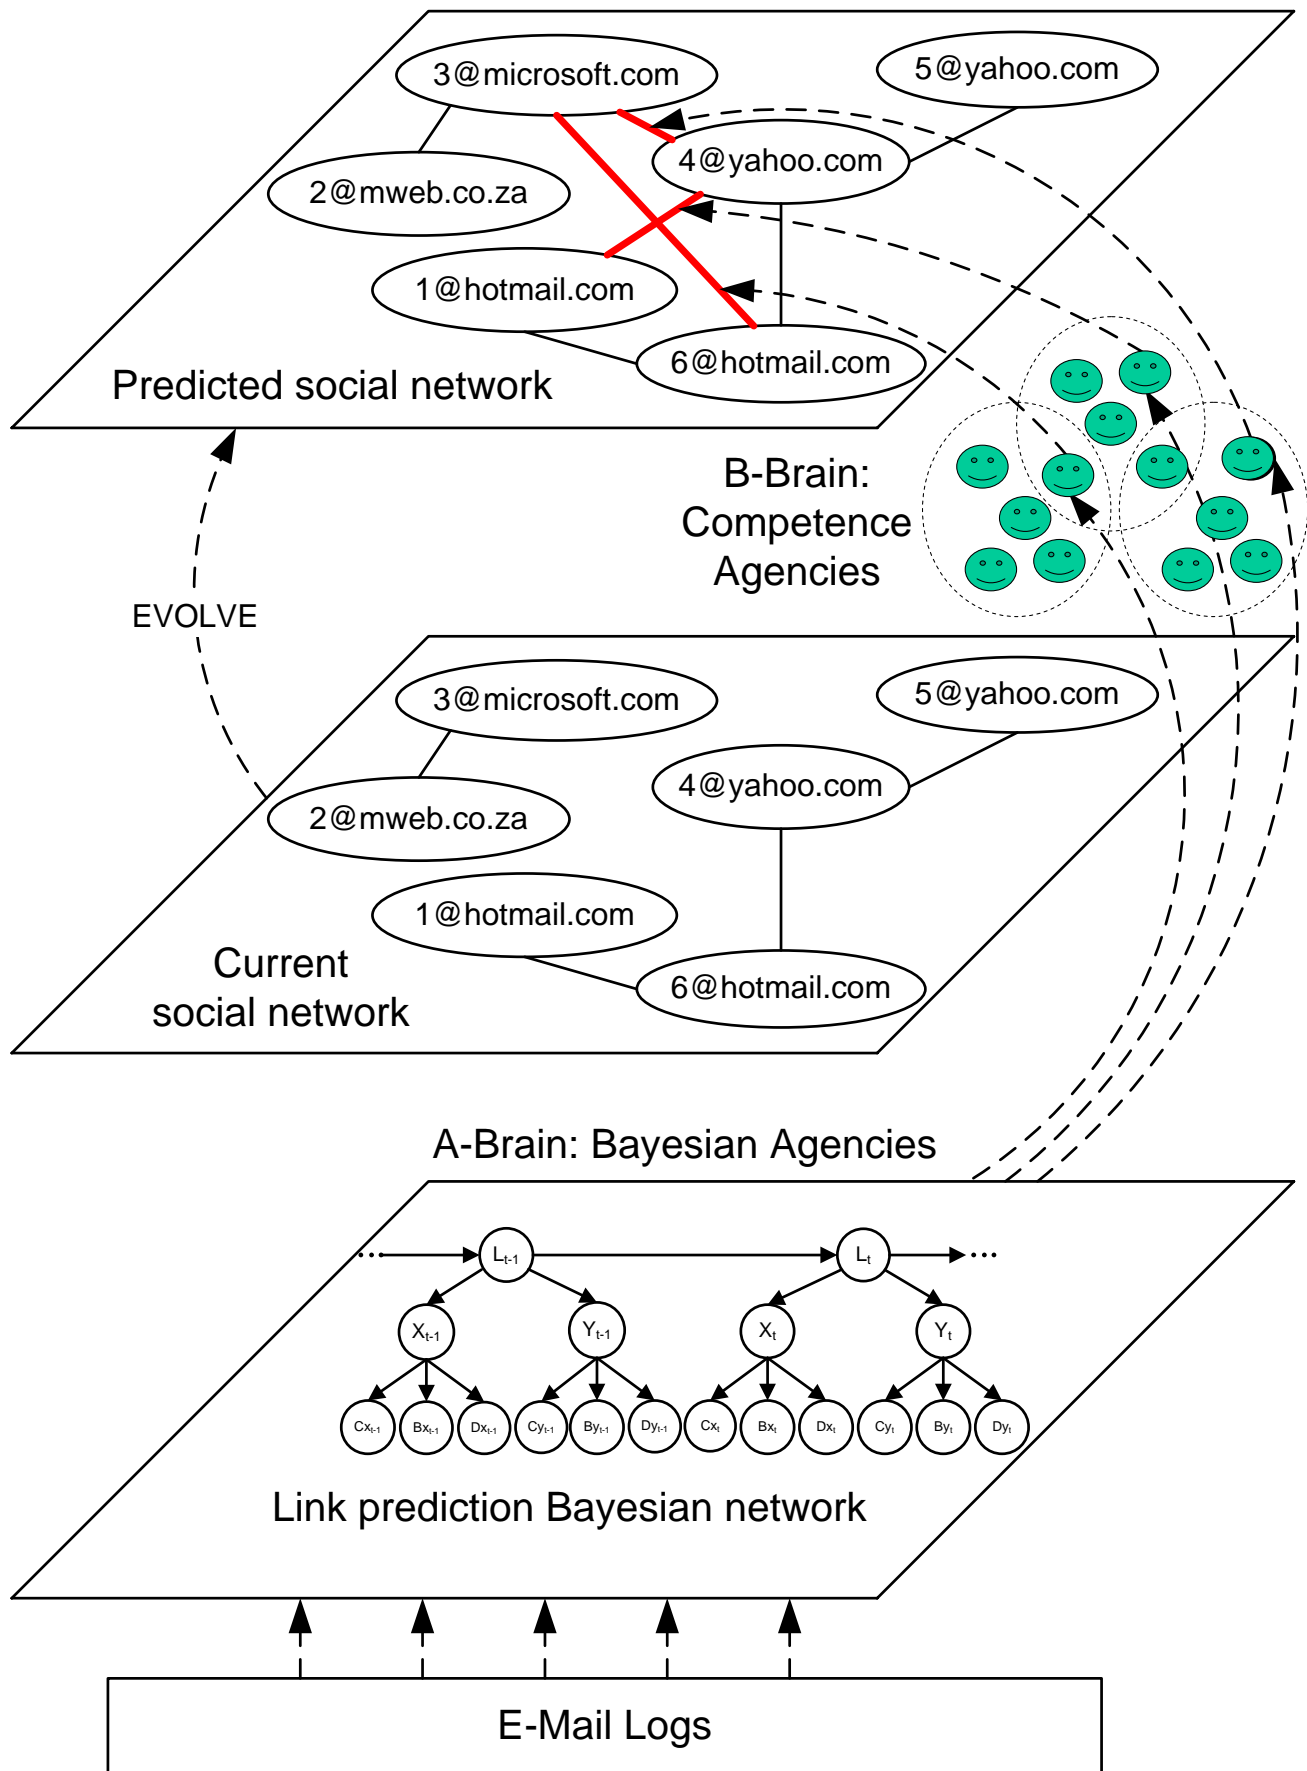 3@microsoft.com
5@yahoo.com
4@yahoo.com
2@mweb.co.za
1@hotmail.com
6@hotmail.com
Predicted social network
B-Brain:
Competence
Agencies
EVOLVE
3@microsoft.com
5@yahoo.com
4@yahoo.com
2@mweb.co.za
1@hotmail.com
6@hotmail.com
Current
social network
A-Brain: Bayesian Agencies
... Lt-1 Lt ...
Xt-1 Yt-1 Xt Yt
Cxt-1 Bxt-1 Dxt-1 Cyt-1 Byt-1 Dyt-1 Cxt Bxt Dxt Cyt Byt Dyt
Link prediction Bayesian network
E-Mail Logs